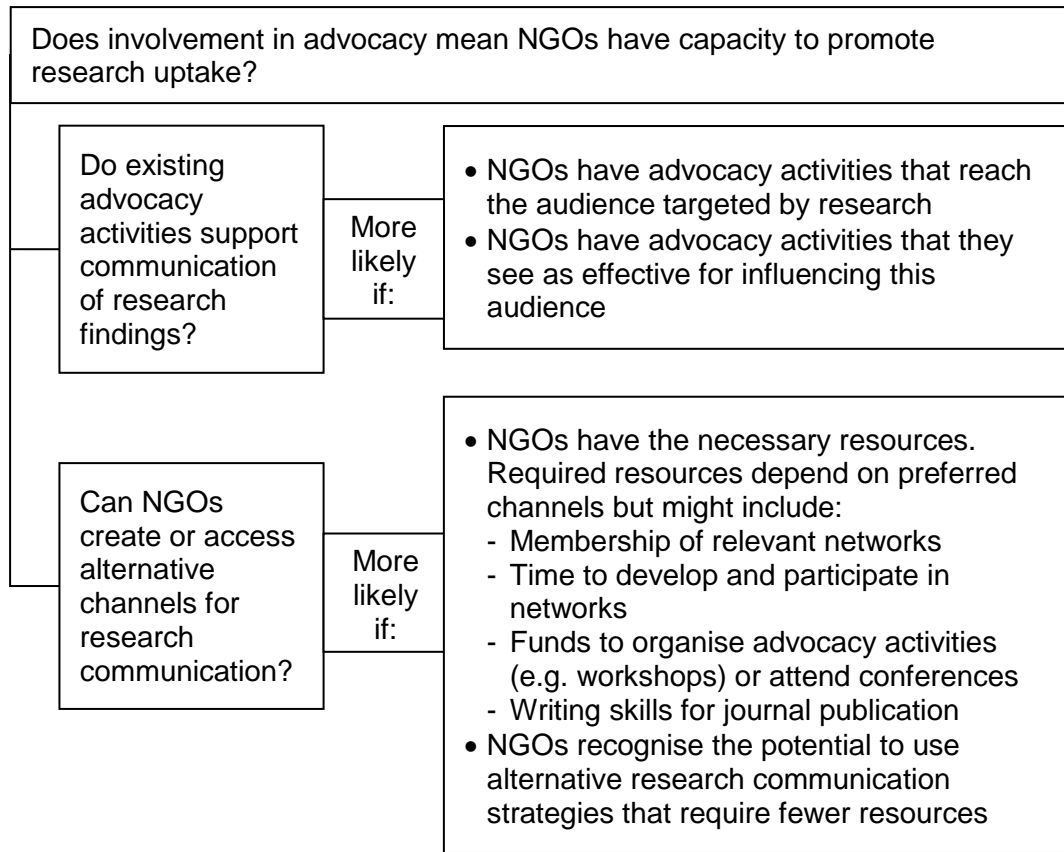 Does involvement in advocacy mean NGOs have capacity to promote
research uptake?
Do existing
advocacy
activities support
communication
of research
findings?
More
likely
if:
• NGOs have advocacy activities that reach
the audience targeted by research
• NGOs have advocacy activities that they
see as effective for influencing this
audience
Can NGOs
create or access
alternative
channels for
research
communication?
More
likely
if:
• NGOs have the necessary resources.
Required resources depend on preferred
channels but might include:
- Membership of relevant networks
- Time to develop and participate in
networks
- Funds to organise advocacy activities
(e.g. workshops) or attend conferences
- Writing skills for journal publication
• NGOs recognise the potential to use
alternative research communication
strategies that require fewer resources